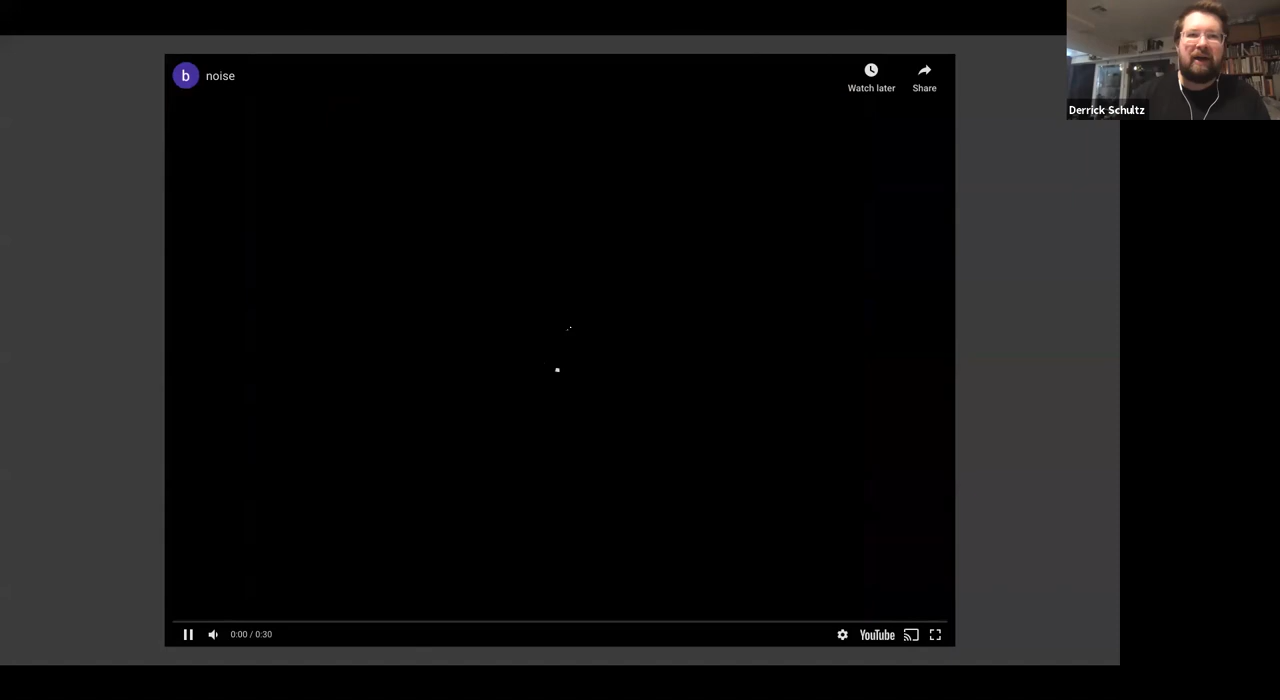 b
noise
Watch later
Share
Derrick Schultz
0:00 / 0:30
YouTube